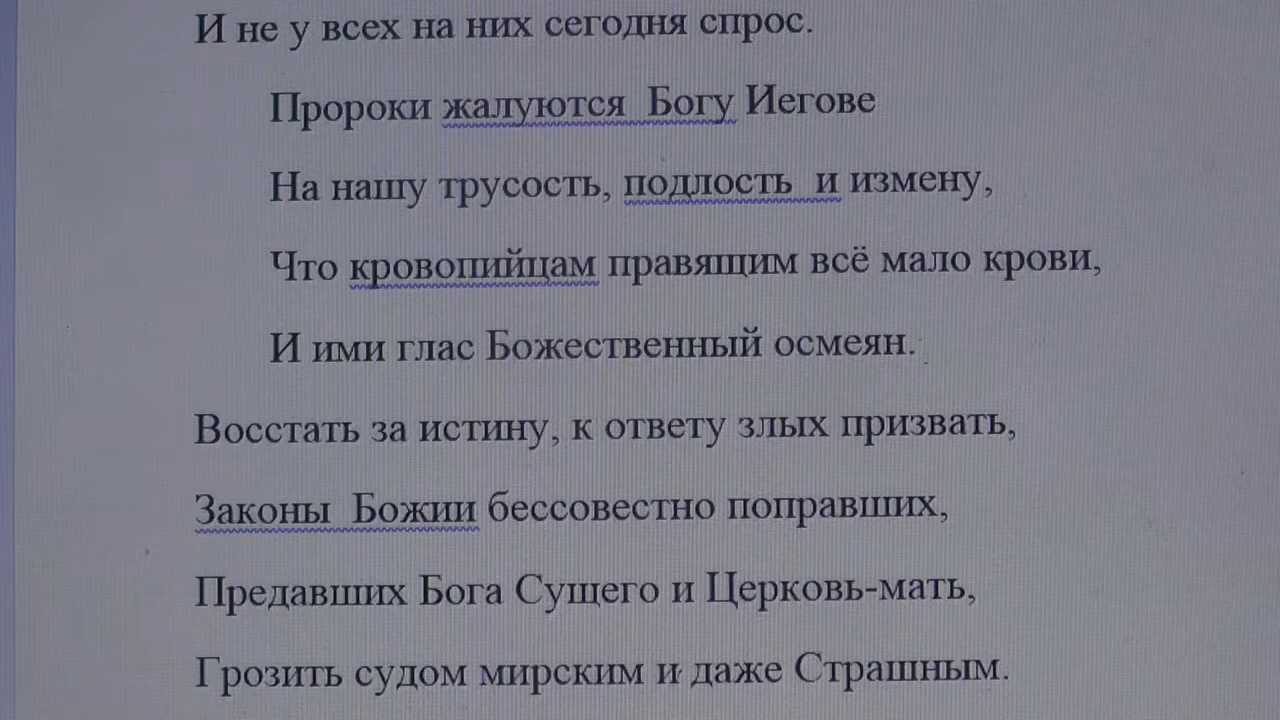 И не у всех на них сегодня спрос.
Пророки жалуются  Богу Иегове
На нашу трусость, подлость  и измену,
Что кровопийцам правящим всё мало крови,
И ими глас Божественный осмеян.
Восстать за истину, к ответу злых призвать,
Законы  Божии бессовестно поправших,
Предавших Бога Сущего и Церковь-мать,
Грозить судом мирским и даже Страшным.